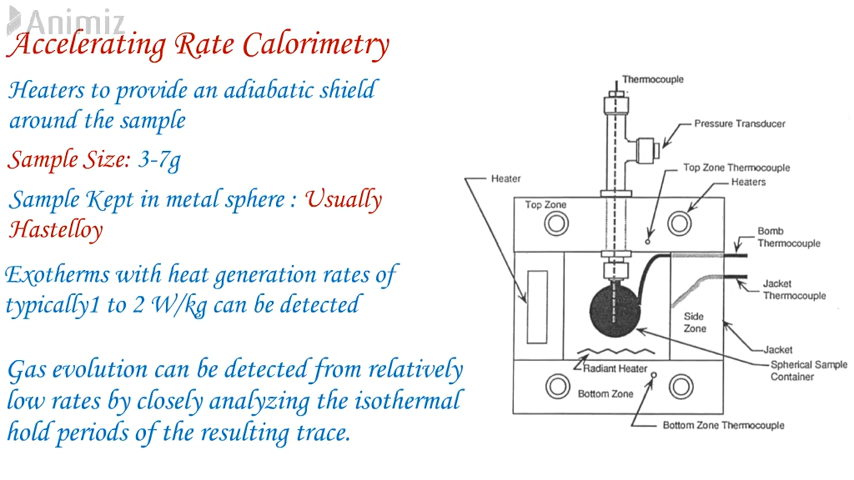 Animiz
Accelerating Rate Calorimetry
Heaters to provide an adiabatic shield
around the sample
Sample Size: 3-7g
Sample Kept in metal sphere : Usually
Hastelloy
Exotherms with heat generation rates of
typically1 to 2 W/kg can be detected
Gas evolution can be detected from relatively
low rates by closely analyzing the isothermal
hold periods of the resulting trace.
Thermocouple
Pressure Transducer
Top Zone Thermocouple
Heaters
Heater
Top Zone
Bomb
Thermocouple
Jacket
Thermocouple
Side
Zone
Jacket
Spherical Sample
Container
Radiant Heater
Bottom Zone
Bottom Zone Thermocouple